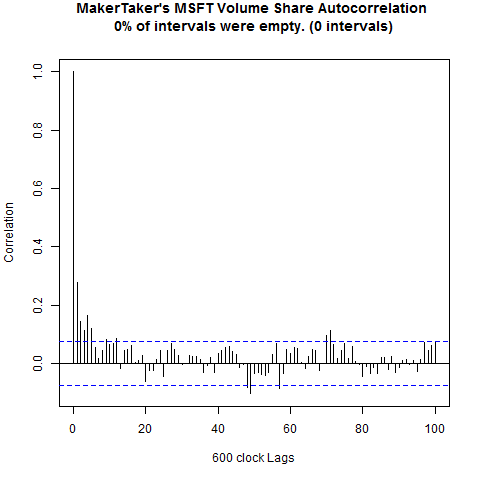 MakerTaker's MSFT Volume Share Autocorrelation
0% of intervals were empty. (0 intervals)
Correlation
1.0
0.8
0.6
0.4
0.2
0.0
0 20 40 60 80 100
600 clock Lags